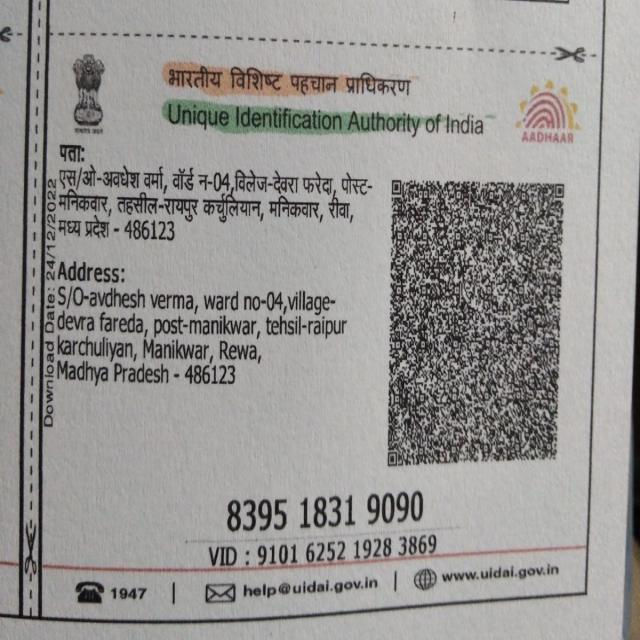 भारतीय विशिष्ट पहचान प्राधिकरण
Unique Identification Authority of India
AADHAAR
पता:
एस/ओ-अवधेश वर्मा, वॉर्ड न-04,विलेज-देवरा फरेदा, पोस्ट-
मनिकवार, तहसील-रायपुर कर्चुलियान, मनिकवार, रीवा,
मध्य प्रदेश - 486123
Address:
S/O-avdhesh verma, ward no-04,village-
devra fareda, post-manikwar, tehsil-raipur
karchuliyan, Manikwar, Rewa,
Madhya Pradesh - 486123
Download Date: 24/12/2022
8395 1831 9090
VID : 9101 6252 1928 3869
1947 | help@uidai.gov.in | www.uidai.gov.in